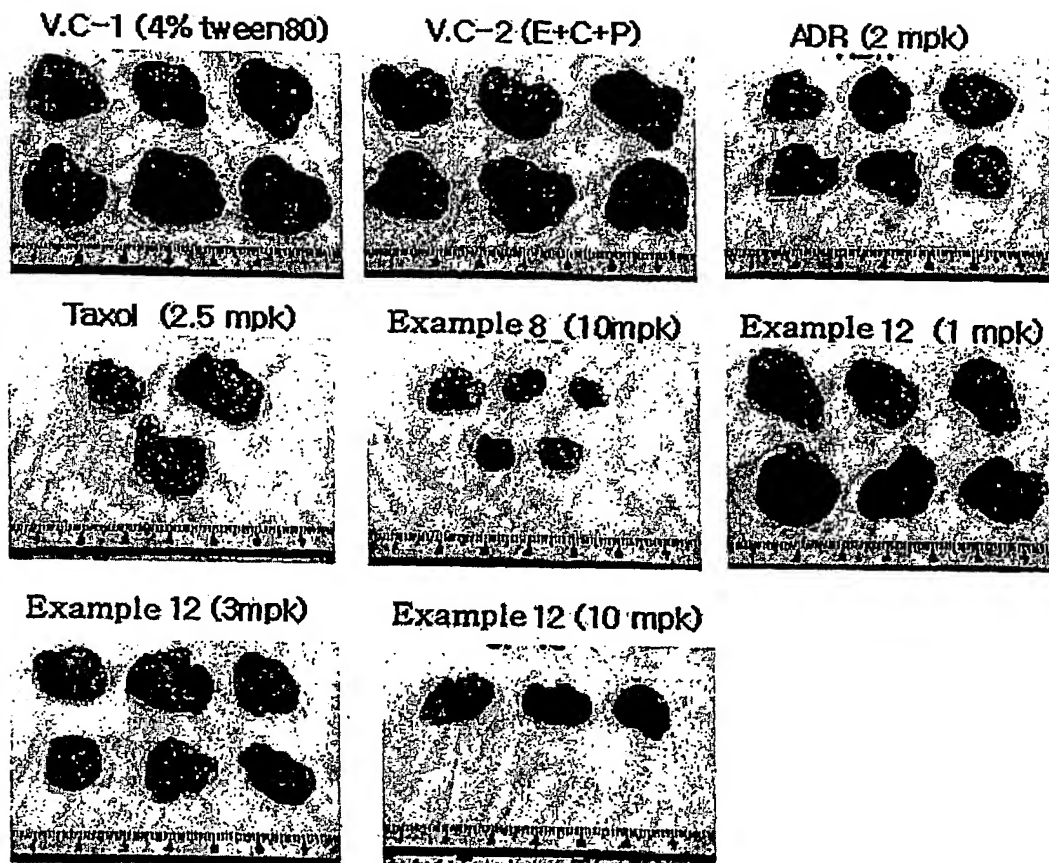 V.C-1 (4% tween80)
V.C-2 (E+C+P)
ADR (2 mpk)
Taxol (2.5 mpk)
Example 8 (10mpk)
Example 12 (1 mpk)
Example 12 (3mpk)
Example 12 (10 mpk)